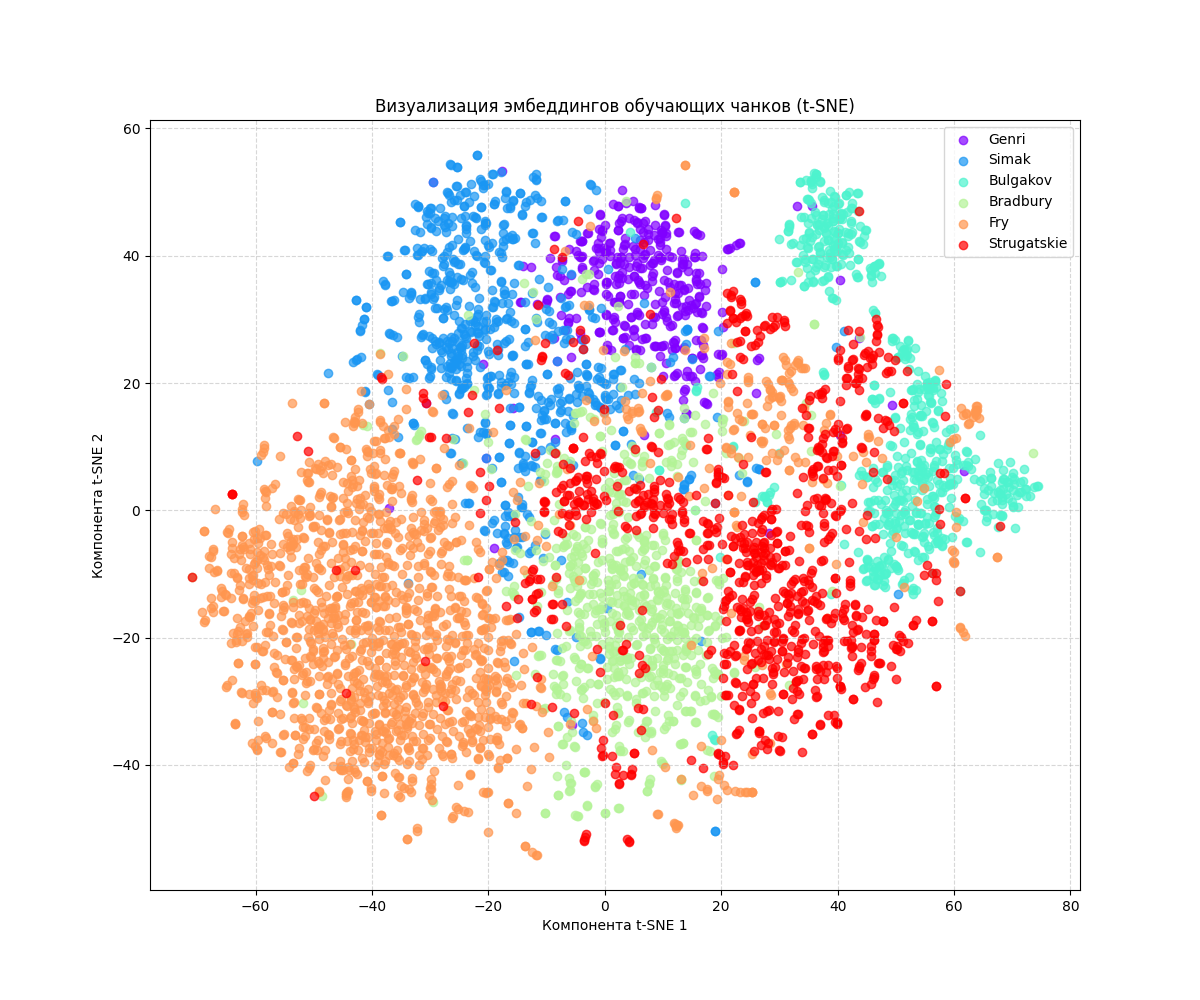 Визуализация эмбеддингов обучающих чанков (t-SNE)
Genri
Simak
Bulgakov
Bradbury
Fry
Strugatskie
60
40
20
0
−20
−40
Компонента t-SNE 2
−60 −40 −20 0 20 40 60 80
Компонента t-SNE 1